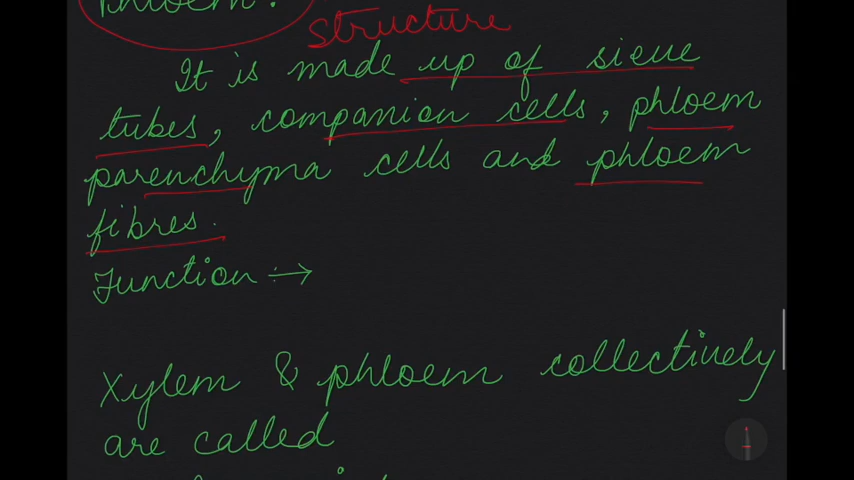 Phloem :
Structure
It is made up of sieve
tubes, companion cells, phloem
parenchyma cells and phloem
fibres.
Function :→
Xylem & phloem collectively
are called